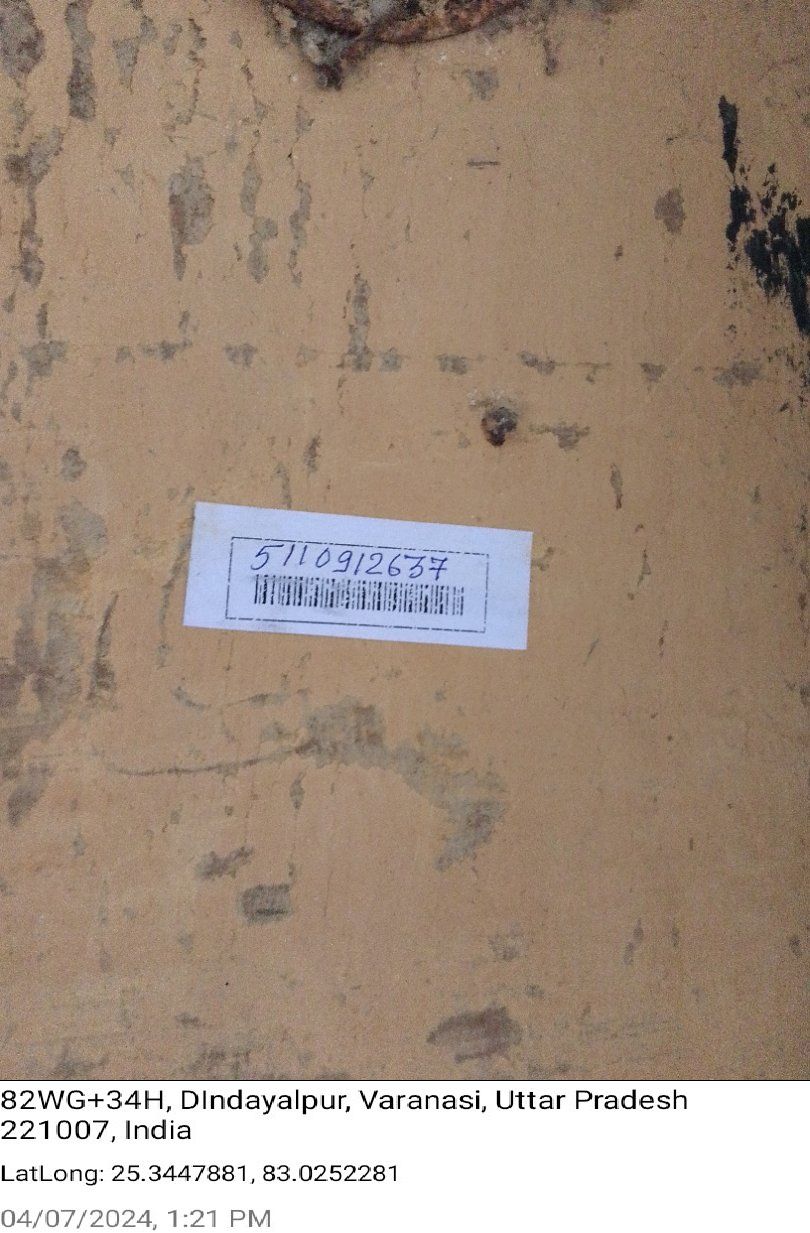 5110912637
82WG+34H, DIndayalpur, Varanasi, Uttar Pradesh
221007, India
LatLong: 25.3447881, 83.0252281
04/07/2024, 1:21 PM